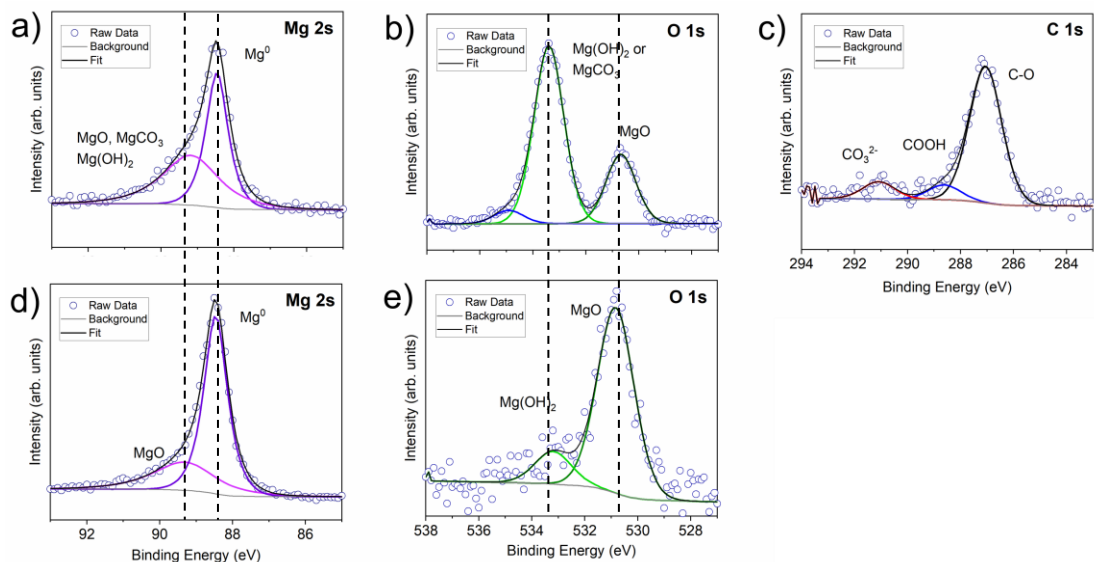 a)
Mg 2s
Raw Data
Background
Fit
Mg⁰
MgO, MgCO₃
Mg(OH)₂
Intensity (arb. units)
b)
O 1s
Raw Data
Background
Fit
Mg(OH)₂ or
MgCO₃
MgO
Intensity (arb. units)
c)
C 1s
Raw Data
Background
Fit
C-O
COOH
CO₃²⁻
Intensity (arb. units)
294 292 290 288 286 284
Binding Energy (eV)
d)
Mg 2s
Raw Data
Background
Fit
Mg⁰
MgO
Intensity (arb. units)
92 90 88 86
Binding Energy (eV)
e)
O 1s
Raw Data
Background
Fit
MgO
Mg(OH)₂
Intensity (arb. units)
538 535 533 531 528 527
Binding Energy (eV)